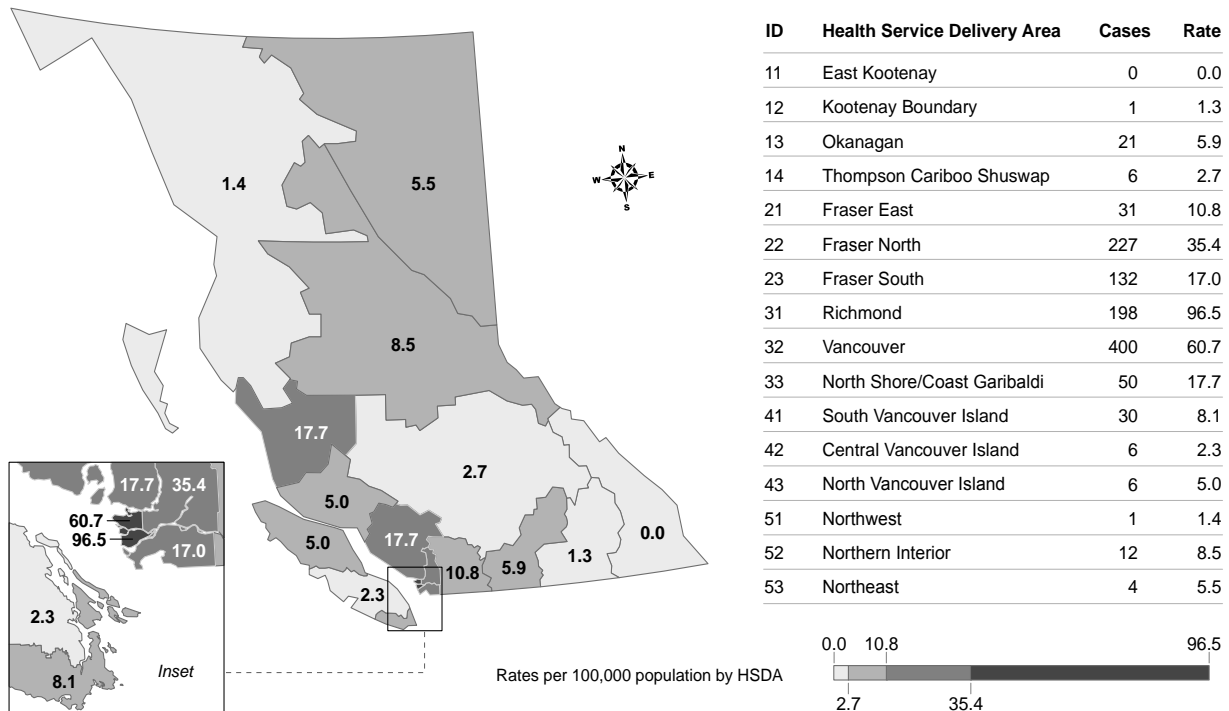 ID Health Service Delivery Area Cases Rate
11 East Kootenay 0 0.0
12 Kootenay Boundary 1 1.3
13 Okanagan 21 5.9
14 Thompson Cariboo Shuswap 6 2.7
21 Fraser East 31 10.8
22 Fraser North 227 35.4
23 Fraser South 132 17.0
31 Richmond 198 96.5
32 Vancouver 400 60.7
33 North Shore/Coast Garibaldi 50 17.7
41 South Vancouver Island 30 8.1
42 Central Vancouver Island 6 2.3
43 North Vancouver Island 6 5.0
51 Northwest 1 1.4
52 Northern Interior 12 8.5
53 Northeast 4 5.5
N
W E
S
1.4
5.5
8.5
17.7
2.7
5.0
5.0
17.7
10.8
5.9
1.3
0.0
2.3
17.7 35.4
60.7
96.5
17.0
2.3
8.1
Inset
Rates per 100,000 population by HSDA
0.0 10.8 96.5
2.7 35.4